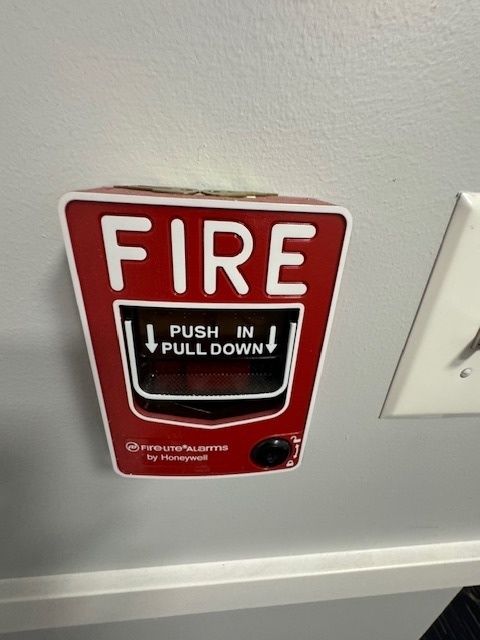 FIRE
PUSH IN
PULL DOWN
FIRE•LITE® ALARMS
by Honeywell